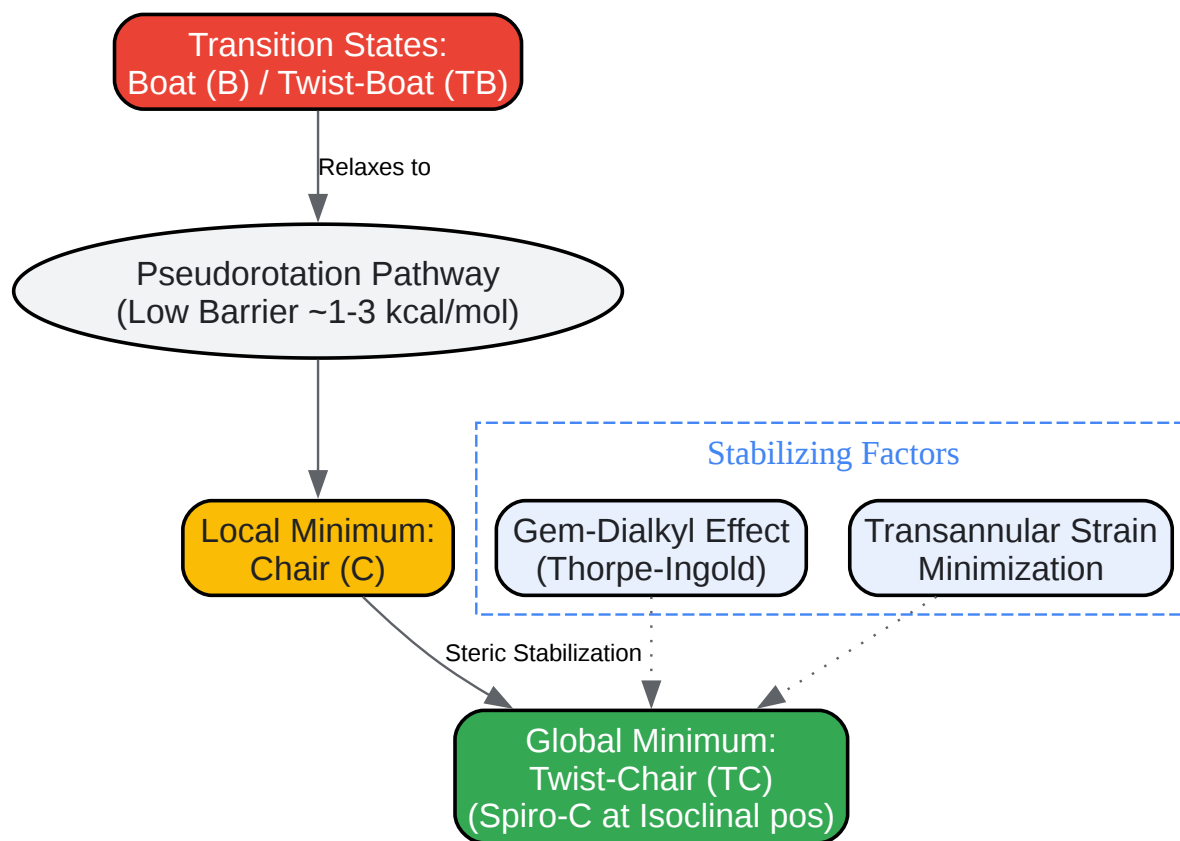 Transition States:
Boat (B) / Twist-Boat (TB)
Relaxes to
Pseudorotation Pathway
(Low Barrier ~1-3 kcal/mol)
Stabilizing Factors
Local Minimum:
Chair (C)
Gem-Dialkyl Effect
(Thorpe-Ingold)
Transannular Strain
Minimization
Steric Stabilization
Global Minimum:
Twist-Chair (TC)
(Spiro-C at Isoclinal pos)